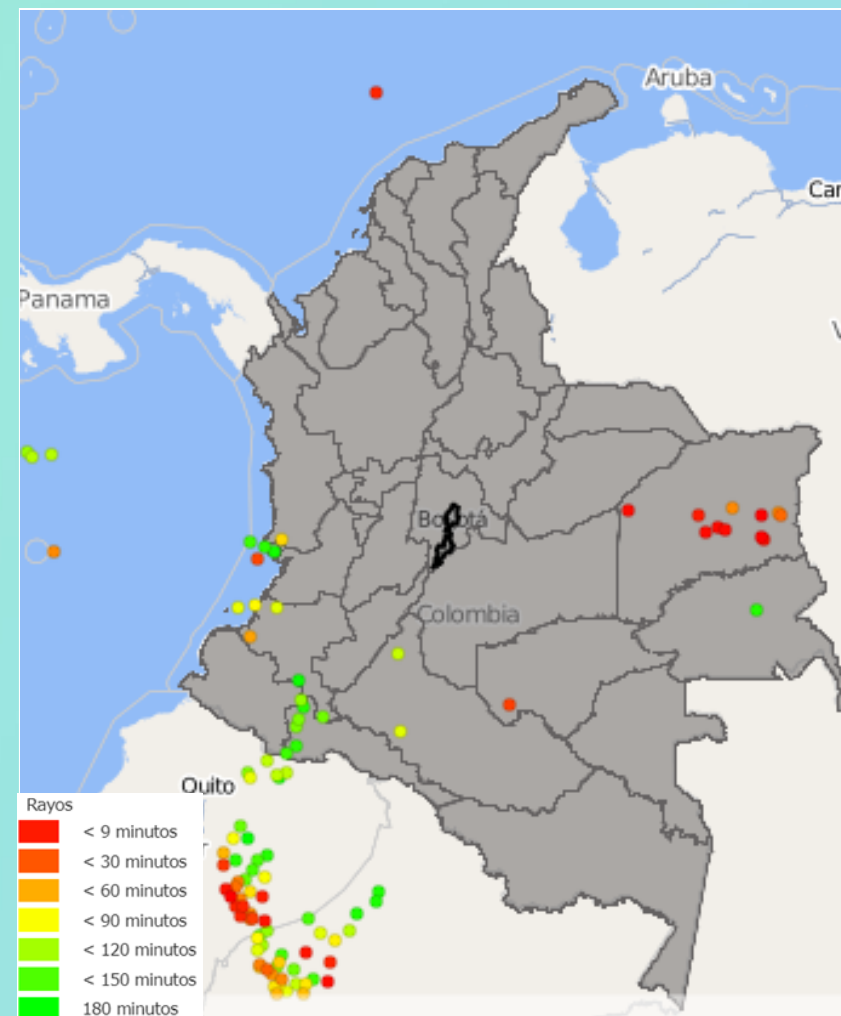 Aruba
Car
Panama
V
Bogotá
Colombia
Quito
Rayos
< 9 minutos
< 30 minutos
< 60 minutos
< 90 minutos
< 120 minutos
< 150 minutos
180 minutos